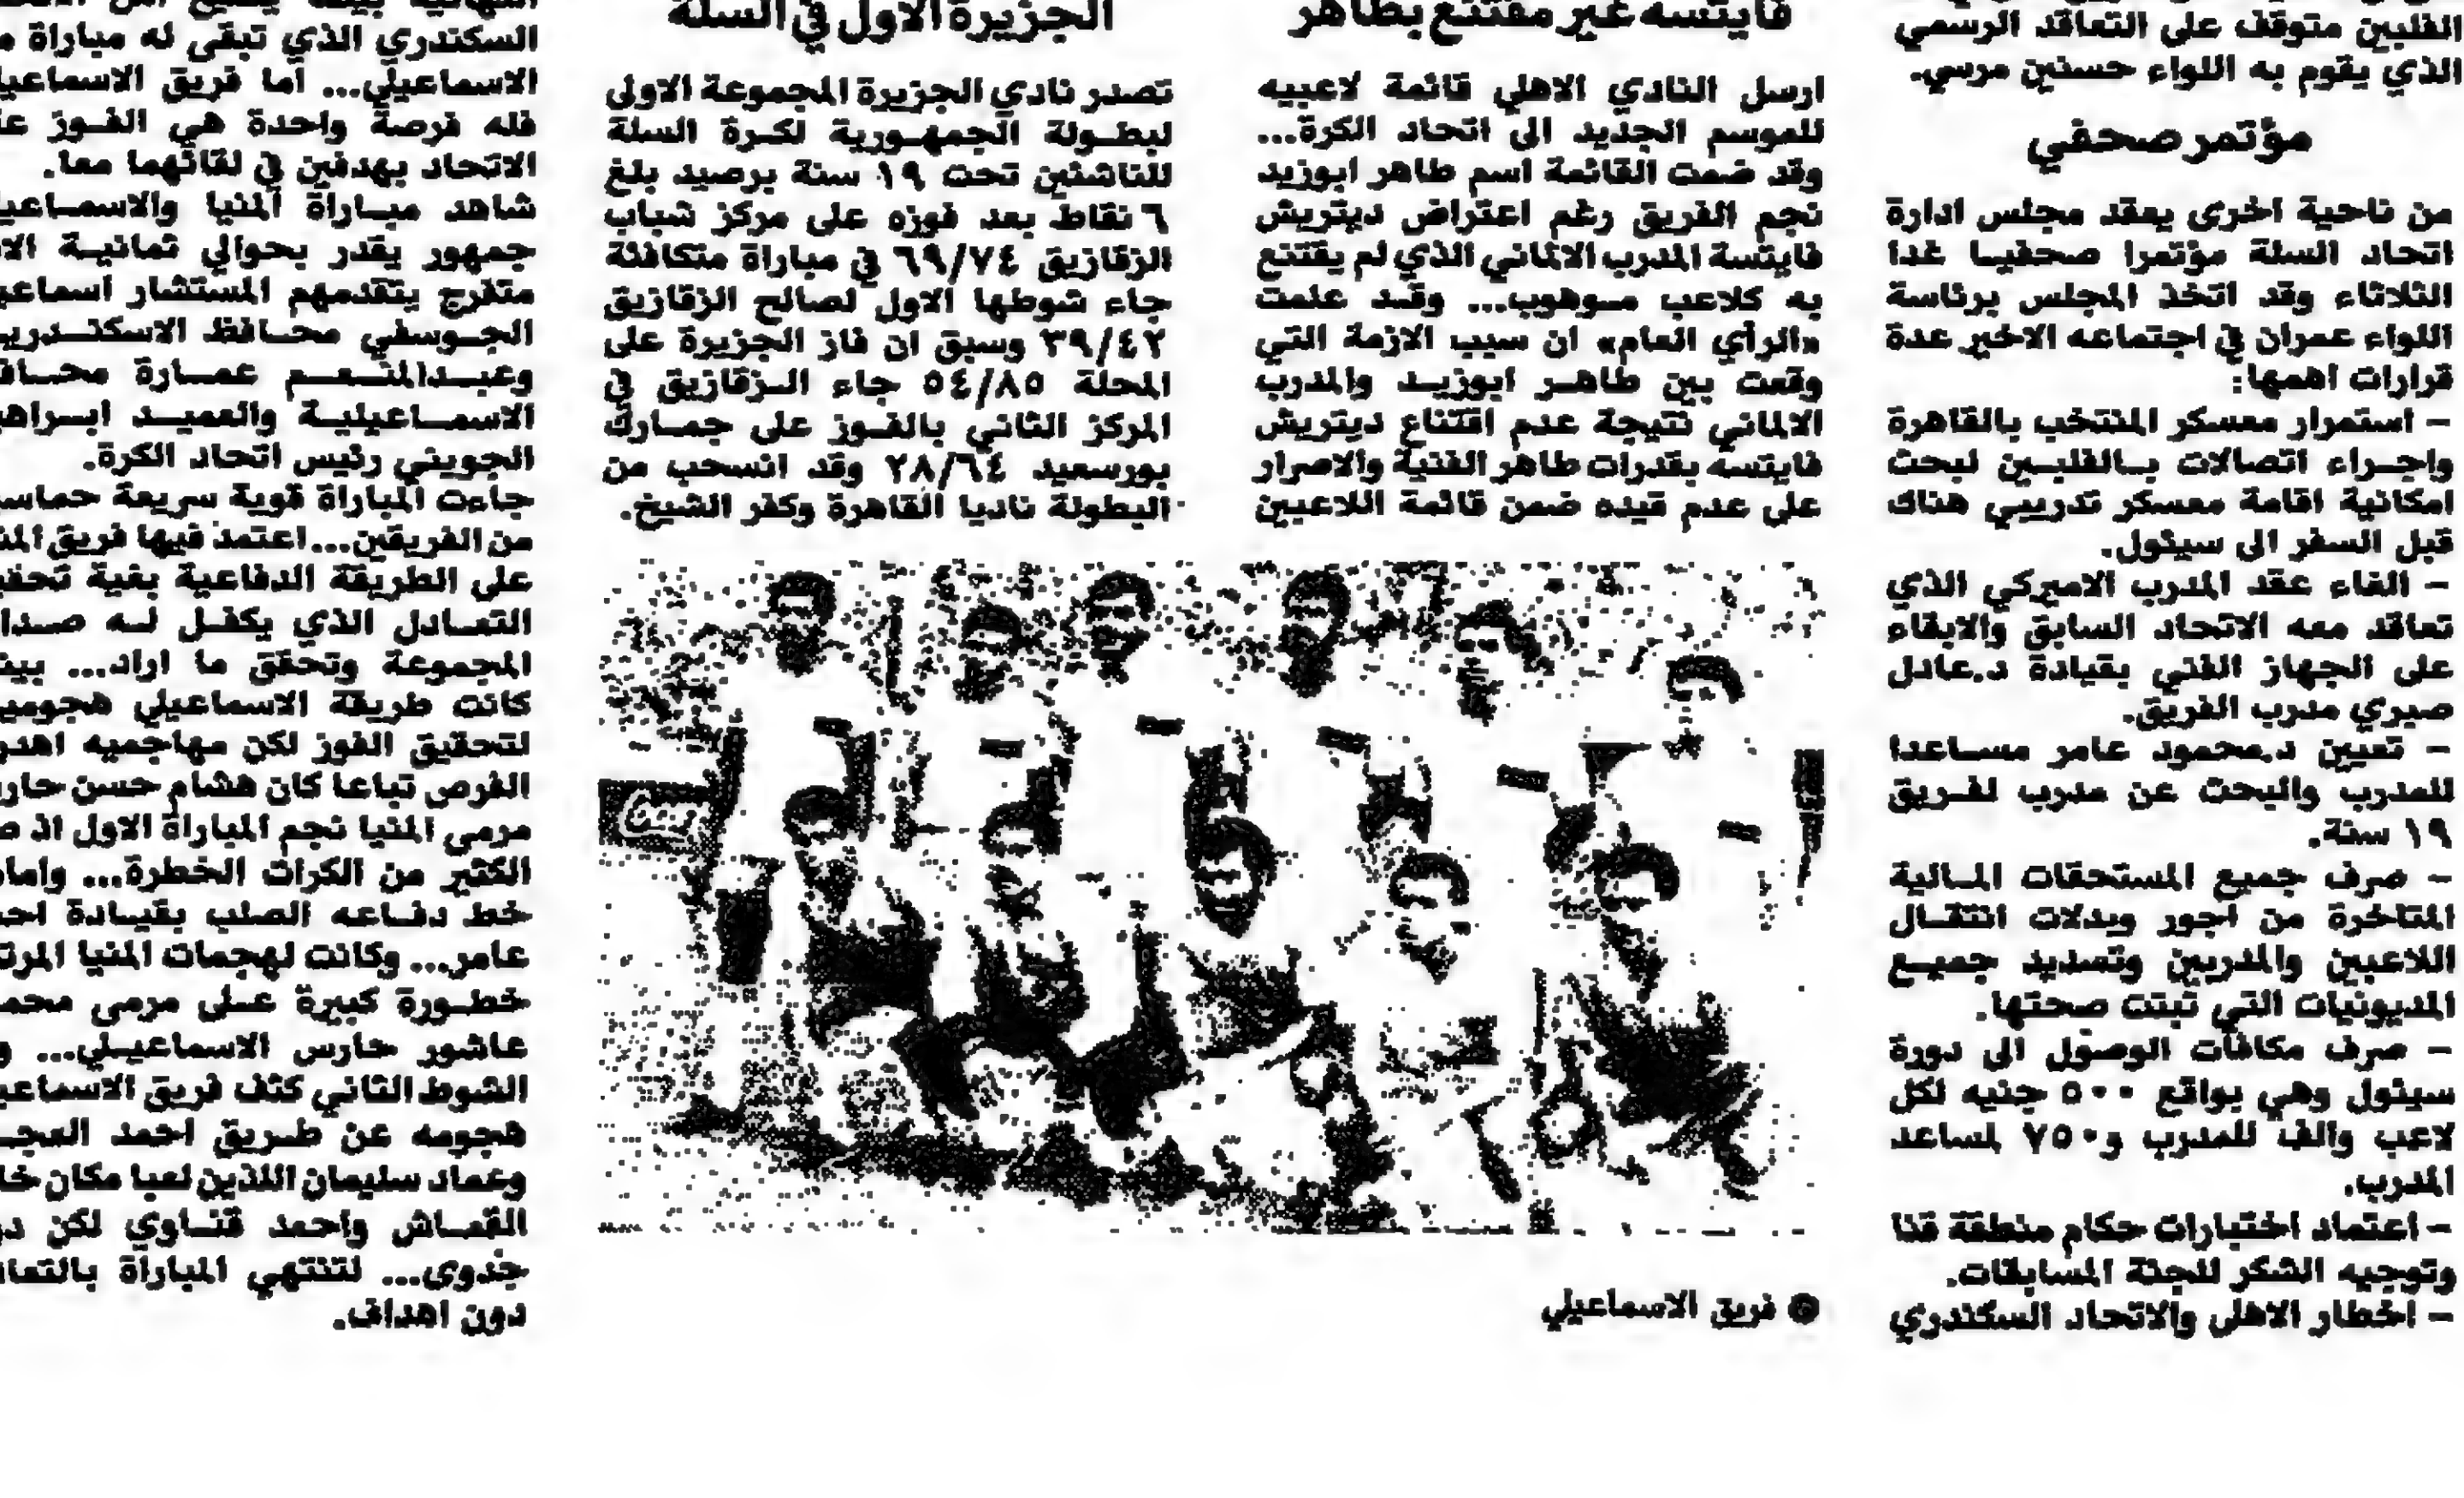 الفلبين متوقف على التعاقد الرسمي
الذي يقوم به اللواء حسنين مرسي.
مؤتمر صحفي
من ناحية اخرى يعقد مجلس ادارة
اتحاد السلة مؤتمرا صحفيا غدا
الثلاثاء وقد اتخذ المجلس برئاسة
اللواء عمران في اجتماعه الاخير عدة
قرارات اهمها:
- استمرار معسكر المنتخب بالقاهرة
واجراء اتصالات بالفلبين لبحث
امكانية اقامة معسكر تدريبي هناك
قبل السفر الى سيئول.
- الغاء عقد المدرب الاميركي الذي
تعاقد معه الاتحاد السابق والابقاء
على الجهاز الفني بقيادة د.عادل
صبري مدرب الفريق.
- تعيين د.محمود عامر مساعدا
للمدرب والبحث عن مدرب لفريق
١٩ سنة.
- صرف جميع المستحقات المالية
المتاخرة من اجور وبدلات انتقال
اللاعبين والمدربين وتسديد جميع
المديونيات التي ثبتت صحتها.
- صرف مكافآت الوصول الى دورة
سيئول وهي بواقع ٥٠٠ جنيه لكل
لاعب والف للمدرب و٧٥٠ لمساعد
المدرب.
- اعتماد اختبارات حكام منطقة قنا
وتوجيه الشكر للجنة المسابقات.
- اخطار الاهلى والاتحاد السكندري
فايتسه غير مقتنع بطاهر
ارسل النادي الاهلي قائمة لاعبيه
للموسم الجديد الى اتحاد الكرة...
وقد ضمت القائمة اسم طاهر ابوزيد
نجم الفريق رغم اعتراض ديتريش
فايتسة المدرب الالماني الذي لم يقتنع
به كلاعب موهوب... وقد علمت
«الرأي العام» ان سبب الازمة التي
وقعت بين طاهر ابوزيد والمدرب
الالماني نتيجة عدم اقتناع ديتريش
فايتسه بقدرات طاهر الفنية والاصرار
على عدم قيده ضمن قائمة اللاعبين
الجزيرة الاول في السلة
تصدر نادي الجزيرة المجموعة الاولى
لبطولة الجمهورية لكرة السلة
للناشئين تحت ١٩ سنة برصيد بلغ
٦ نقاط بعد فوزه على مركز شباب
الزقازيق ٦٩/٧٤ في مباراة متكافئة
جاء شوطها الاول لصالح الزقازيق
٣٩/٤٢ وسبق ان فاز الجزيرة على
المحلة ٥٤/٨٥ جاء الزقازيق في
المركز الثاني بالفوز على جمارك
بورسعيد ٢٨/٦٤ وقد انسحب من
البطولة ناديا القاهرة وكفر الشيخ.
● فريق الاسماعيلي
السكندري الذي تبقى له مباراة
الاسماعيلي... اما فريق
فله فرصة واحدة هي الفوز
الاتحاد بهدفين في لقائهما معا.
شاهد مباراة المنيا
جمهور يقدر بحوالي ثمانية
متفرج يتقدمهم المستشار
الجوسقي محافظ
وعبدالمنعم عمارة
الاسماعيلية والعميد
الجويني رئيس اتحاد الكرة.
جاءت المباراة قوية سريعة
من الفريقين... اعتمد فيها فريق
على الطريقة الدفاعية بغية
التعادل الذي يكفل له
المجموعة وتحقق ما اراد...
كانت طريقة الاسماعيلي
لتحقيق الفوز لكن مهاجميه
الفرص تباعا كان هشام حسن
مرمى المنيا نجم المباراة الاول اذ
الكثير من الكرات الخطرة...
خط دفاعه الصلب بقيادة
عامر... وكانت لهجمات المنيا
خطورة كبيرة على مرمى
عاشور حارس الاسماعيلي...
الشوط الثاني كثف فريق
هجومه عن طريق احمد
وعماد سليمان اللذين لعبا مكان
القماش واحمد قناوي لكن
جدوى... لتنتهي المباراة
دون اهداف.